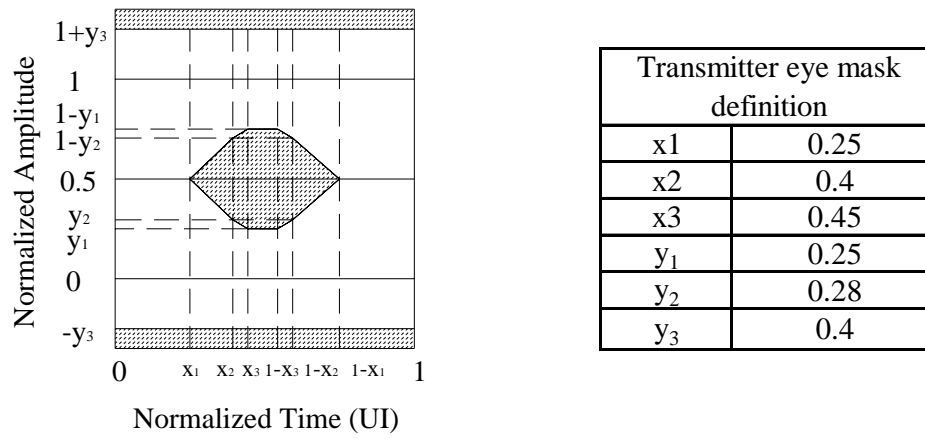 1+y3
1
1-y1
1-y2
0.5
y2
y1
0
-y3
Normalized Amplitude
0 x1 x2 x3 1-x3 1-x2 1-x1 1
Normalized Time (UI)
Transmitter eye mask
definition
x1 0.25
x2 0.4
x3 0.45
y1 0.25
y2 0.28
y3 0.4